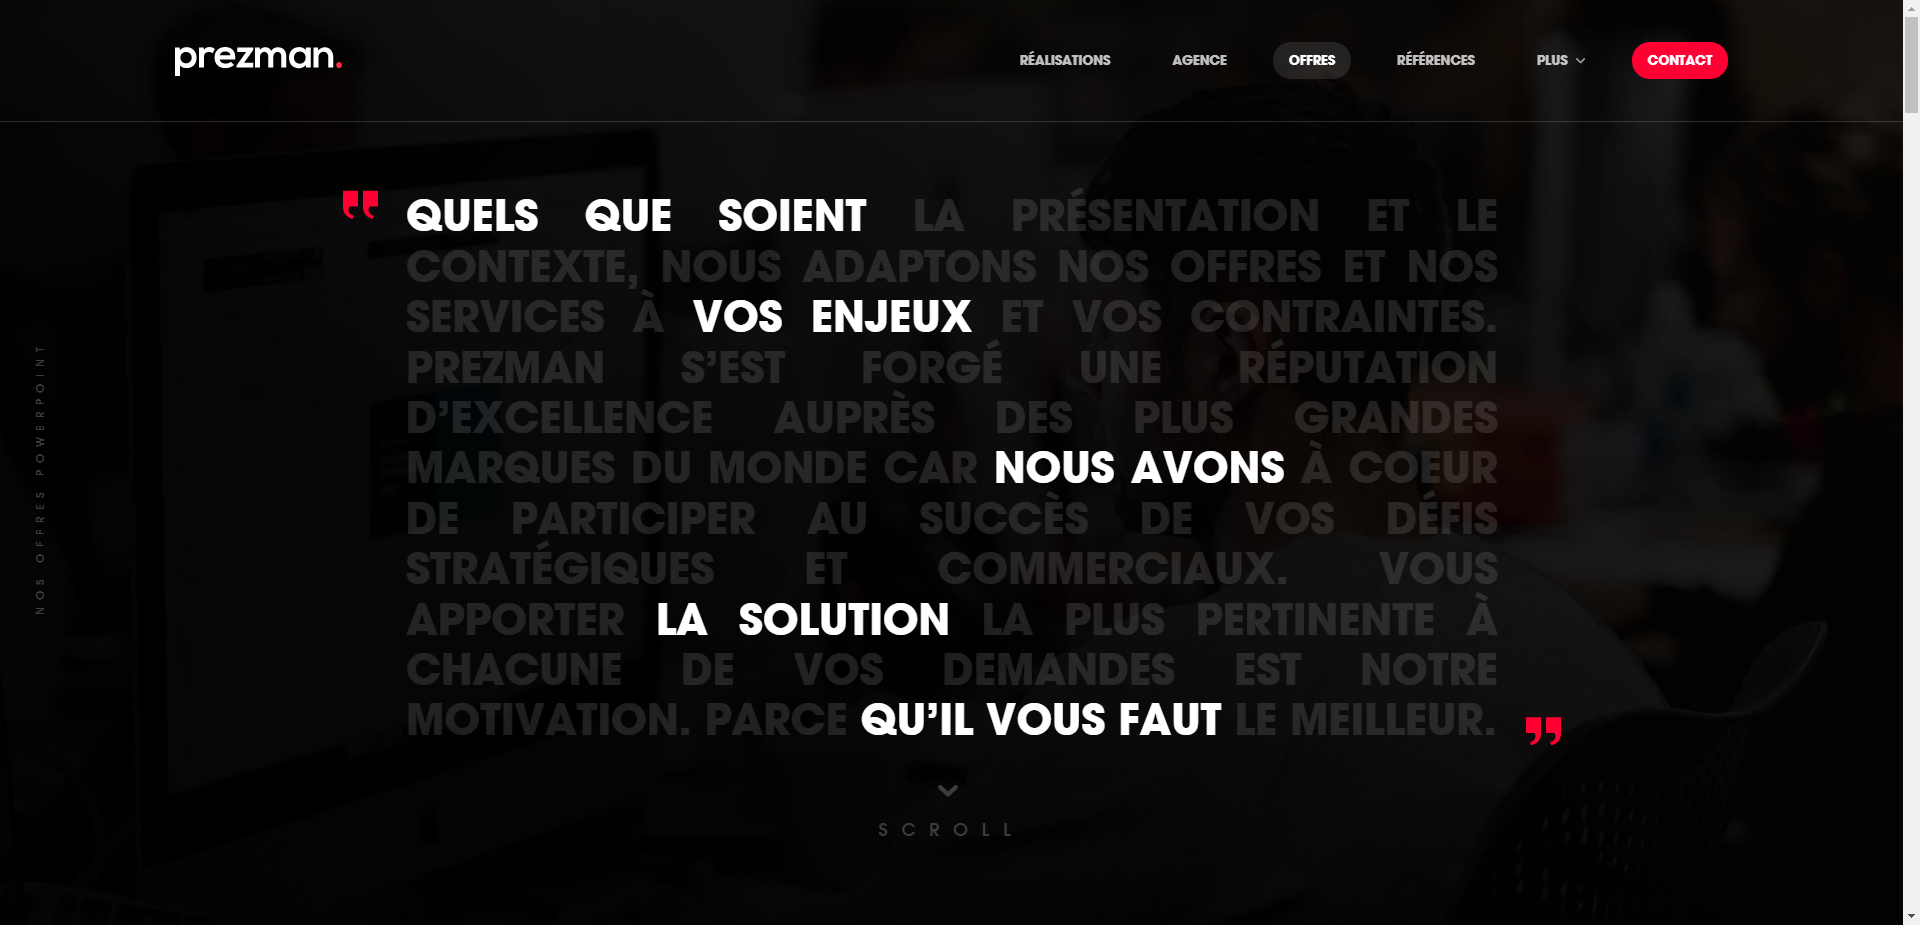 prezman.
RÉALISATIONS AGENCE OFFRES RÉFÉRENCES PLUS CONTACT
QUELS QUE SOIENT LA PRÉSENTATION ET LE
CONTEXTE, NOUS ADAPTONS NOS OFFRES ET NOS
SERVICES À VOS ENJEUX ET VOS CONTRAINTES.
PREZMAN S’EST FORGÉ UNE RÉPUTATION
D’EXCELLENCE AUPRÈS DES PLUS GRANDES
MARQUES DU MONDE CAR NOUS AVONS À COEUR
DE PARTICIPER AU SUCCÈS DE VOS DÉFIS
STRATÉGIQUES ET COMMERCIAUX. VOUS
APPORTER LA SOLUTION LA PLUS PERTINENTE À
CHACUNE DE VOS DEMANDES EST NOTRE
MOTIVATION. PARCE QU’IL VOUS FAUT LE MEILLEUR.
SCROLL
NOS OFFRES POWERPOINT